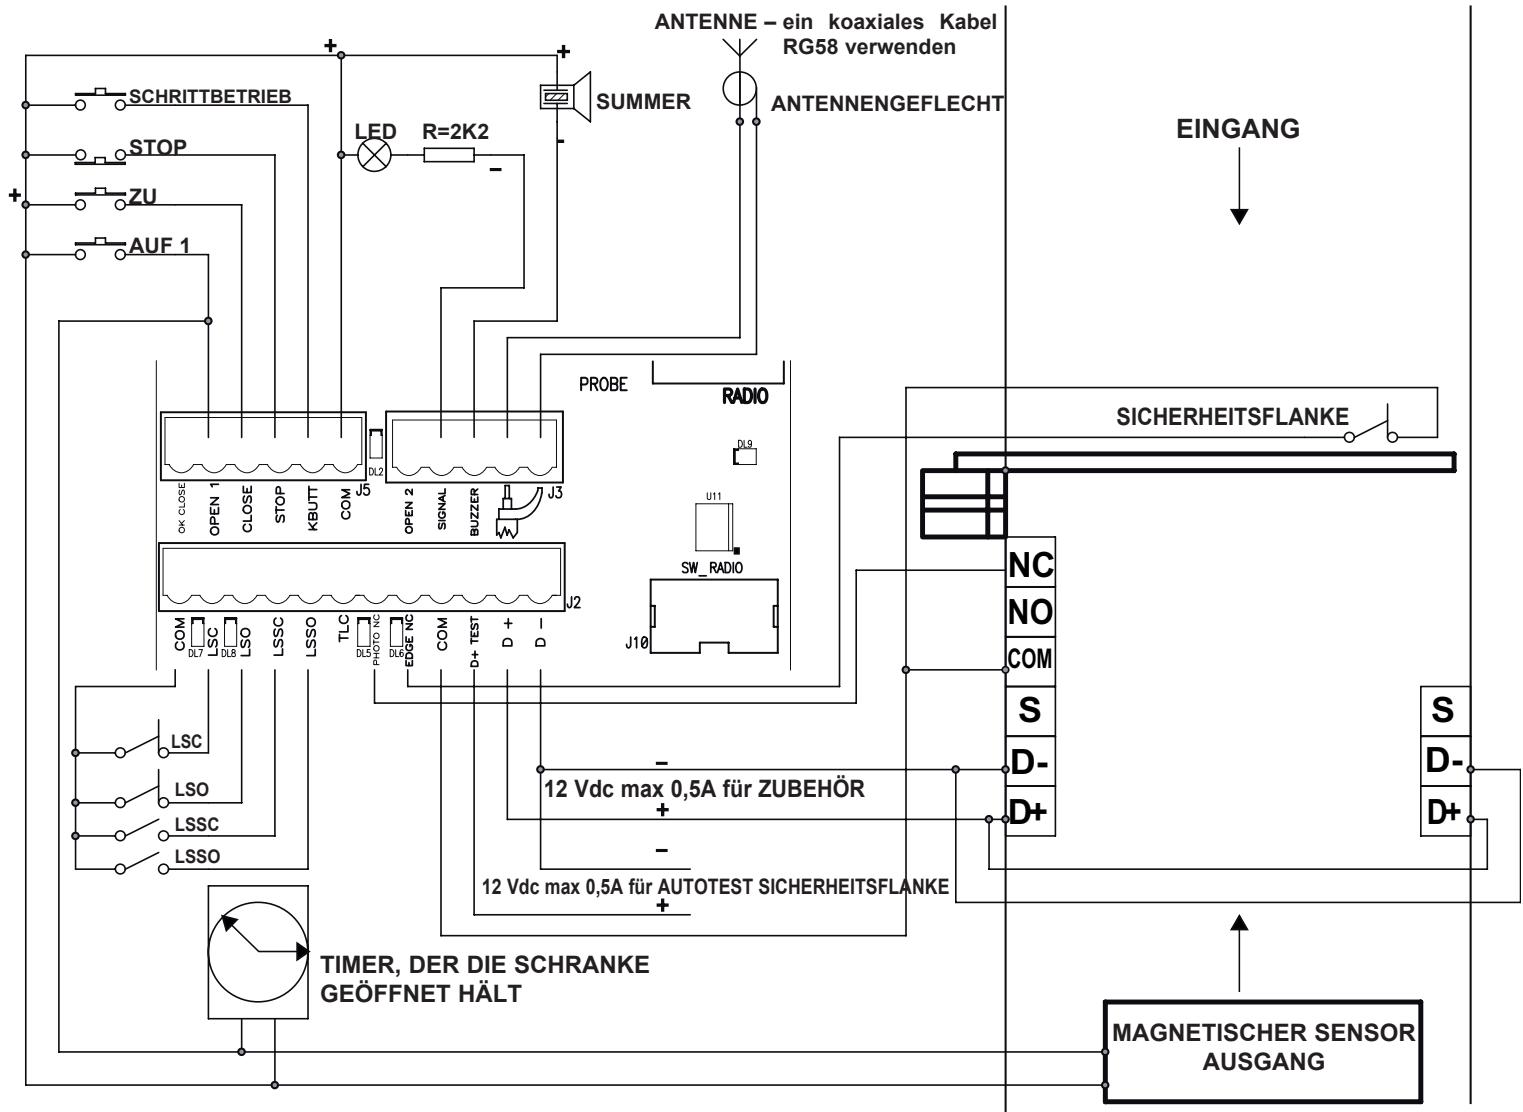 ANTENNE – ein koaxiales Kabel
RG58 verwenden
+
+
SCHRITTBETRIEB
SUMMER
ANTENNENGEFLECHT
LED
R=2K2
-
EINGANG
STOP
–
+
ZU
AUF 1
PROBE
RADIO
SICHERHEITSFLANKE
DL9
DL2
J5
J3
OK CLOSE
OPEN 1
CLOSE
STOP
KBUTT
COM
OPEN 2
SIGNAL
BUZZER
U11
SW_RADIO
NC
NO
COM
S
D-
D+
J2
J10
COM
DL7
LSC
DL8
LSO
LSSC
LSSO
TLC
DL5
PHOTO NC
DL6
EDGE NC
COM
D+ TEST
D +
D -
S
D-
D+
LSC
LSO
LSSC
LSSO
–
12 Vdc max 0,5A für ZUBEHÖR
+
–
12 Vdc max 0,5A für AUTOTEST SICHERHEITSFLANKE
+
TIMER, DER DIE SCHRANKE
GEÖFFNET HÄLT
MAGNETISCHER SENSOR
AUSGANG